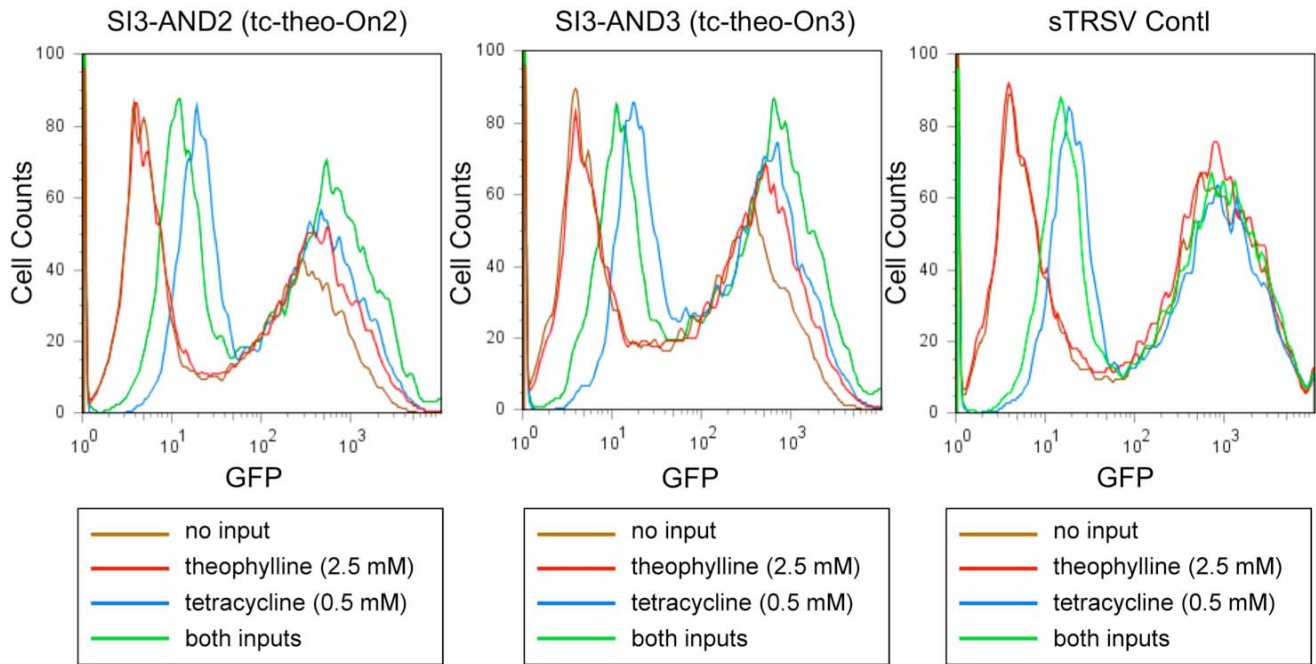 SI3-AND2 (tc-theo-On2)
100
80
60
40
20
0
Cell Counts
10^0 10^1 10^2 10^3
GFP
no input
theophylline (2.5 mM)
tetracycline (0.5 mM)
both inputs
SI3-AND3 (tc-theo-On3)
100
80
60
40
20
0
Cell Counts
10^0 10^1 10^2 10^3
GFP
no input
theophylline (2.5 mM)
tetracycline (0.5 mM)
both inputs
sTRSV Contl
100
80
60
40
20
0
Cell Counts
10^0 10^1 10^2 10^3
GFP
no input
theophylline (2.5 mM)
tetracycline (0.5 mM)
both inputs